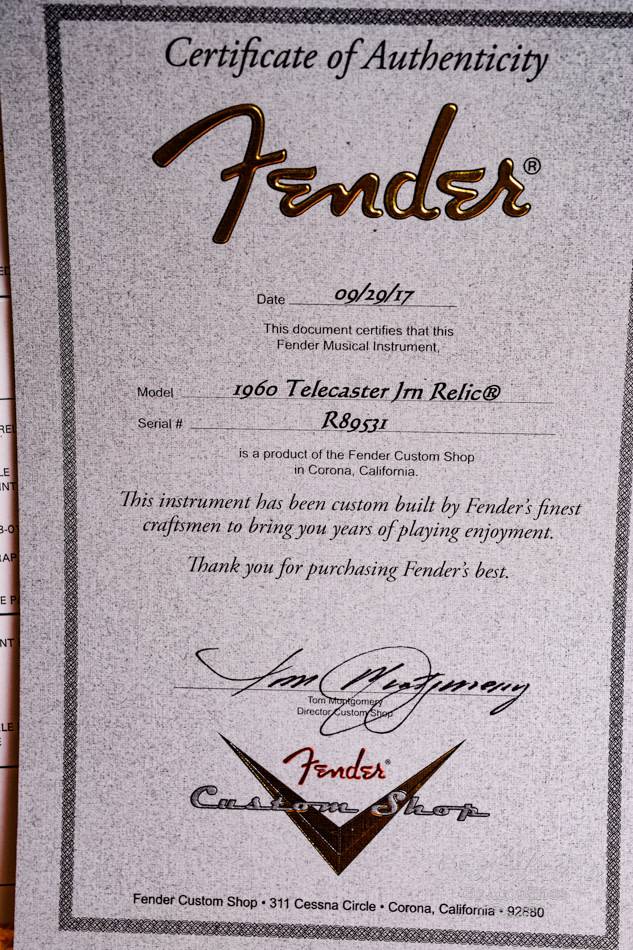 Certificate of Authenticity
Fender®
Date 09/29/17
This document certifies that this
Fender Musical Instrument,
Model 1960 Telecaster Jrn Relic®
Serial # R89531
is a product of the Fender Custom Shop
in Corona, California.
This instrument has been custom built by Fender's finest
craftsmen to bring you years of playing enjoyment.
Thank you for purchasing Fender's best.
Tom Montgomery
Tom Montgomery
Director Custom Shop
Fender®
Custom Shop
Fender Custom Shop • 311 Cessna Circle • Corona, California • 92880